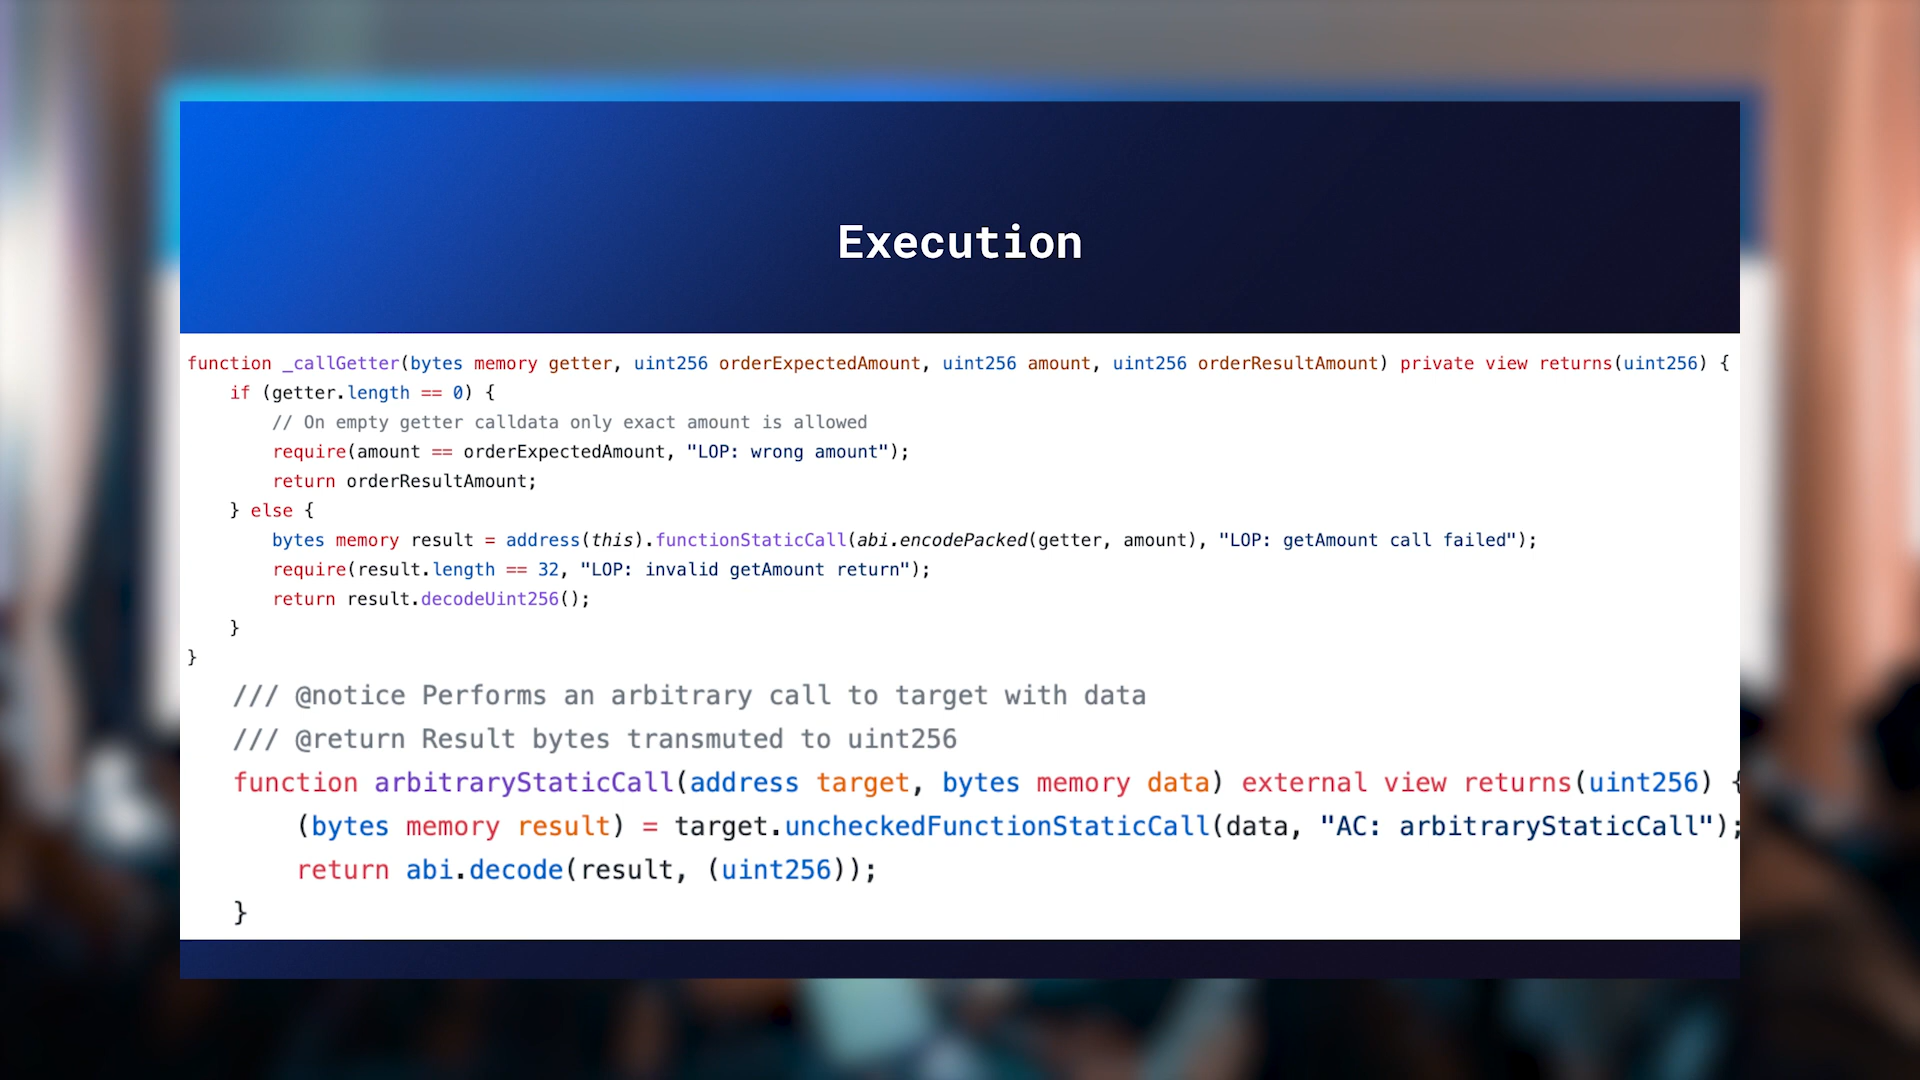 Execution
function _callGetter(bytes memory getter, uint256 orderExpectedAmount, uint256 amount, uint256 orderResultAmount) private view returns(uint256) {
    if (getter.length == 0) {
        // On empty getter calldata only exact amount is allowed
        require(amount == orderExpectedAmount, "LOP: wrong amount");
        return orderResultAmount;
    } else {
        bytes memory result = address(this).functionStaticCall(abi.encodePacked(getter, amount), "LOP: getAmount call failed");
        require(result.length == 32, "LOP: invalid getAmount return");
        return result.decodeUint256();
    }
}
/// @notice Performs an arbitrary call to target with data
/// @return Result bytes transmuted to uint256
function arbitraryStaticCall(address target, bytes memory data) external view returns(uint256) {
    (bytes memory result) = target.uncheckedFunctionStaticCall(data, "AC: arbitraryStaticCall");
    return abi.decode(result, (uint256));
}